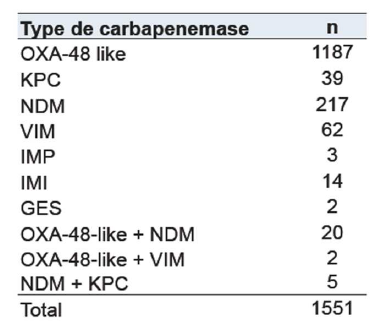 Type de carbapenemase n
OXA-48 like 1187
KPC 39
NDM 217
VIM 62
IMP 3
IMI 14
GES 2
OXA-48-like + NDM 20
OXA-48-like + VIM 2
NDM + KPC 5
Total 1551